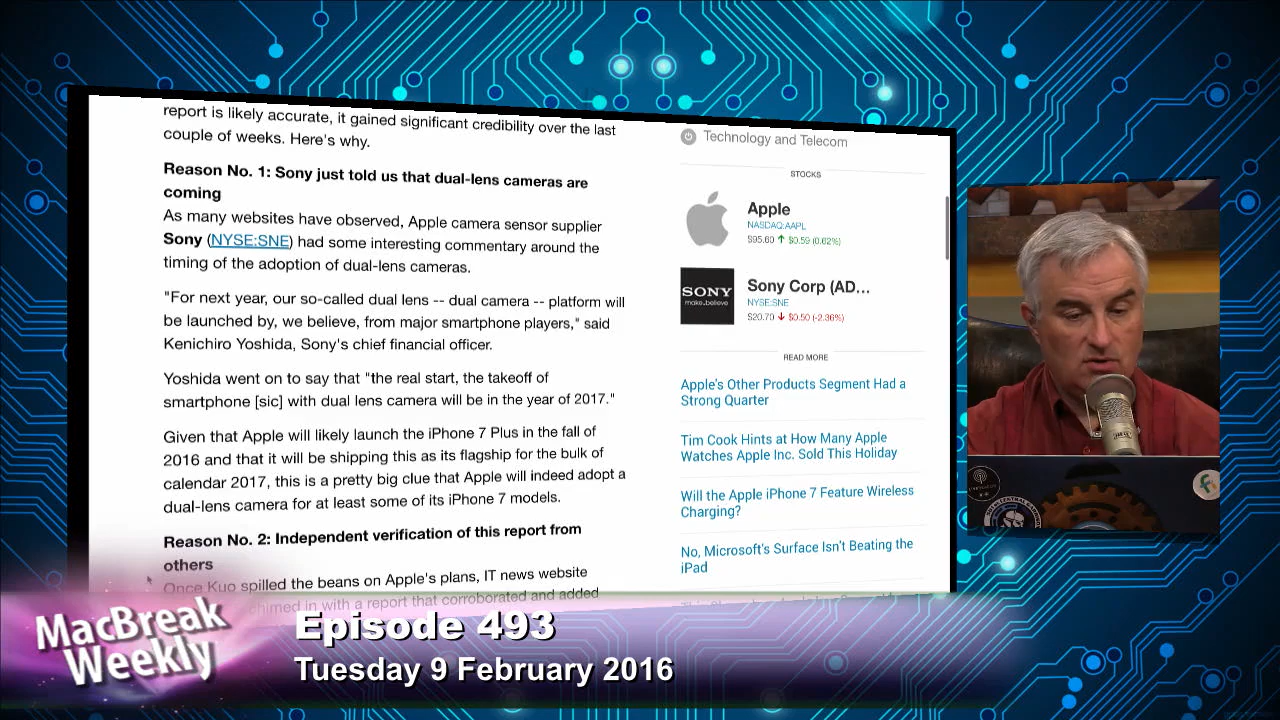 report is likely accurate, it gained significant credibility over the last
couple of weeks. Here's why.
Reason No. 1: Sony just told us that dual-lens cameras are
coming
As many websites have observed, Apple camera sensor supplier
Sony (NYSE:SNE) had some interesting commentary around the
timing of the adoption of dual-lens cameras.
"For next year, our so-called dual lens -- dual camera -- platform will
be launched by, we believe, from major smartphone players," said
Kenichiro Yoshida, Sony's chief financial officer.
Yoshida went on to say that "the real start, the takeoff of
smartphone [sic] with dual lens camera will be in the year of 2017."
Given that Apple will likely launch the iPhone 7 Plus in the fall of
2016 and that it will be shipping this as its flagship for the bulk of
calendar 2017, this is a pretty big clue that Apple will indeed adopt a
dual-lens camera for at least some of its iPhone 7 models.
Reason No. 2: Independent verification of this report from
others
Once Kuo spilled the beans on Apple's plans, IT news website
chimed in with a report that corroborated and added
Technology and Telecom
STOCKS
Apple
NASDAQ:AAPL
$95.60 $0.59 (0.62%)
SONY
make.believe
Sony Corp (AD...
NYSE:SNE
$20.70 $0.50 (-2.36%)
READ MORE
Apple's Other Products Segment Had a
Strong Quarter
Tim Cook Hints at How Many Apple
Watches Apple Inc. Sold This Holiday
Will the Apple iPhone 7 Feature Wireless
Charging?
No, Microsoft's Surface Isn't Beating the
iPad
MacBreak
Weekly
Episode 493
Tuesday 9 February 2016